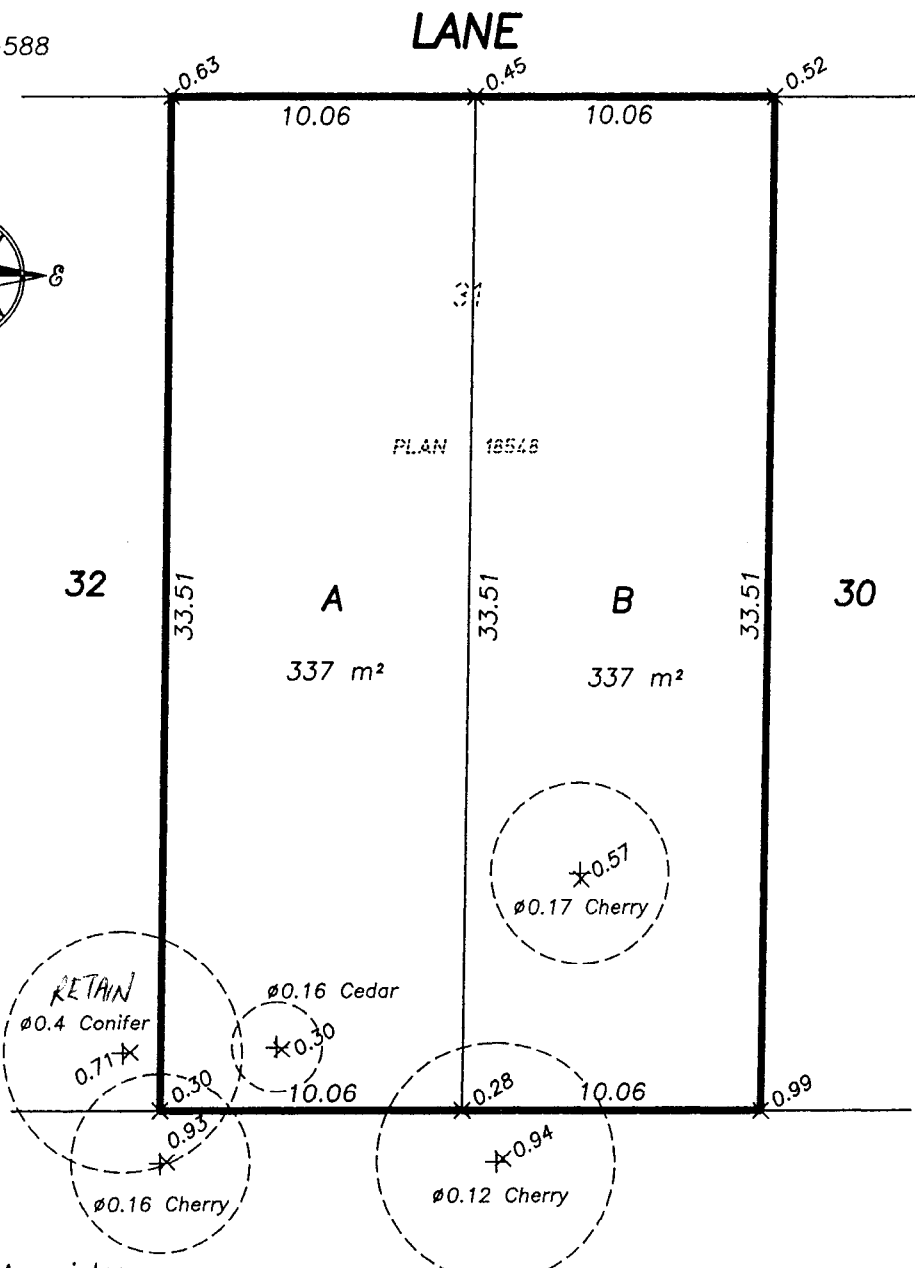 LANE
588
0.63
0.45
0.52
10.06
10.06
31
PLAN 18548
32
A
B
30
33.51
33.51
33.51
337 m²
337 m²
0.57
ø0.17 Cherry
RETAIN
ø0.4 Conifer
0.71
ø0.16 Cedar
0.30
0.30
10.06
0.28
10.06
0.99
0.93
0.94
ø0.16 Cherry
ø0.12 Cherry